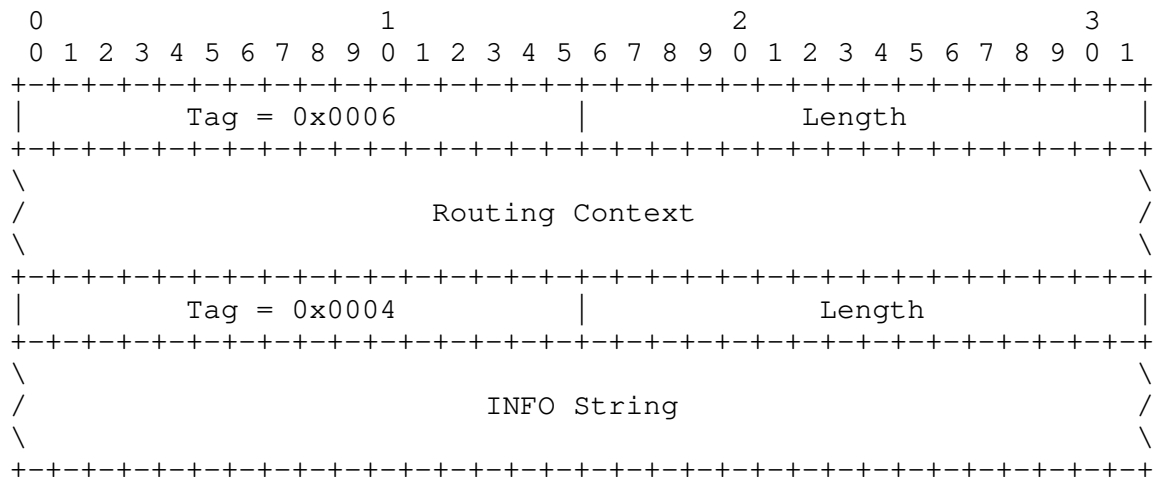 0                   1                   2                   3
 0 1 2 3 4 5 6 7 8 9 0 1 2 3 4 5 6 7 8 9 0 1 2 3 4 5 6 7 8 9 0 1
+-+-+-+-+-+-+-+-+-+-+-+-+-+-+-+-+-+-+-+-+-+-+-+-+-+-+-+-+-+-+-+-+
|         Tag = 0x0006          |            Length             |
+-+-+-+-+-+-+-+-+-+-+-+-+-+-+-+-+-+-+-+-+-+-+-+-+-+-+-+-+-+-+-+-+
\                                                               \
/                       Routing Context                         /
\                                                               \
+-+-+-+-+-+-+-+-+-+-+-+-+-+-+-+-+-+-+-+-+-+-+-+-+-+-+-+-+-+-+-+-+
|         Tag = 0x0004          |             Length            |
+-+-+-+-+-+-+-+-+-+-+-+-+-+-+-+-+-+-+-+-+-+-+-+-+-+-+-+-+-+-+-+-+
\                                                               \
/                          INFO String                          /
\                                                               \
+-+-+-+-+-+-+-+-+-+-+-+-+-+-+-+-+-+-+-+-+-+-+-+-+-+-+-+-+-+-+-+-+